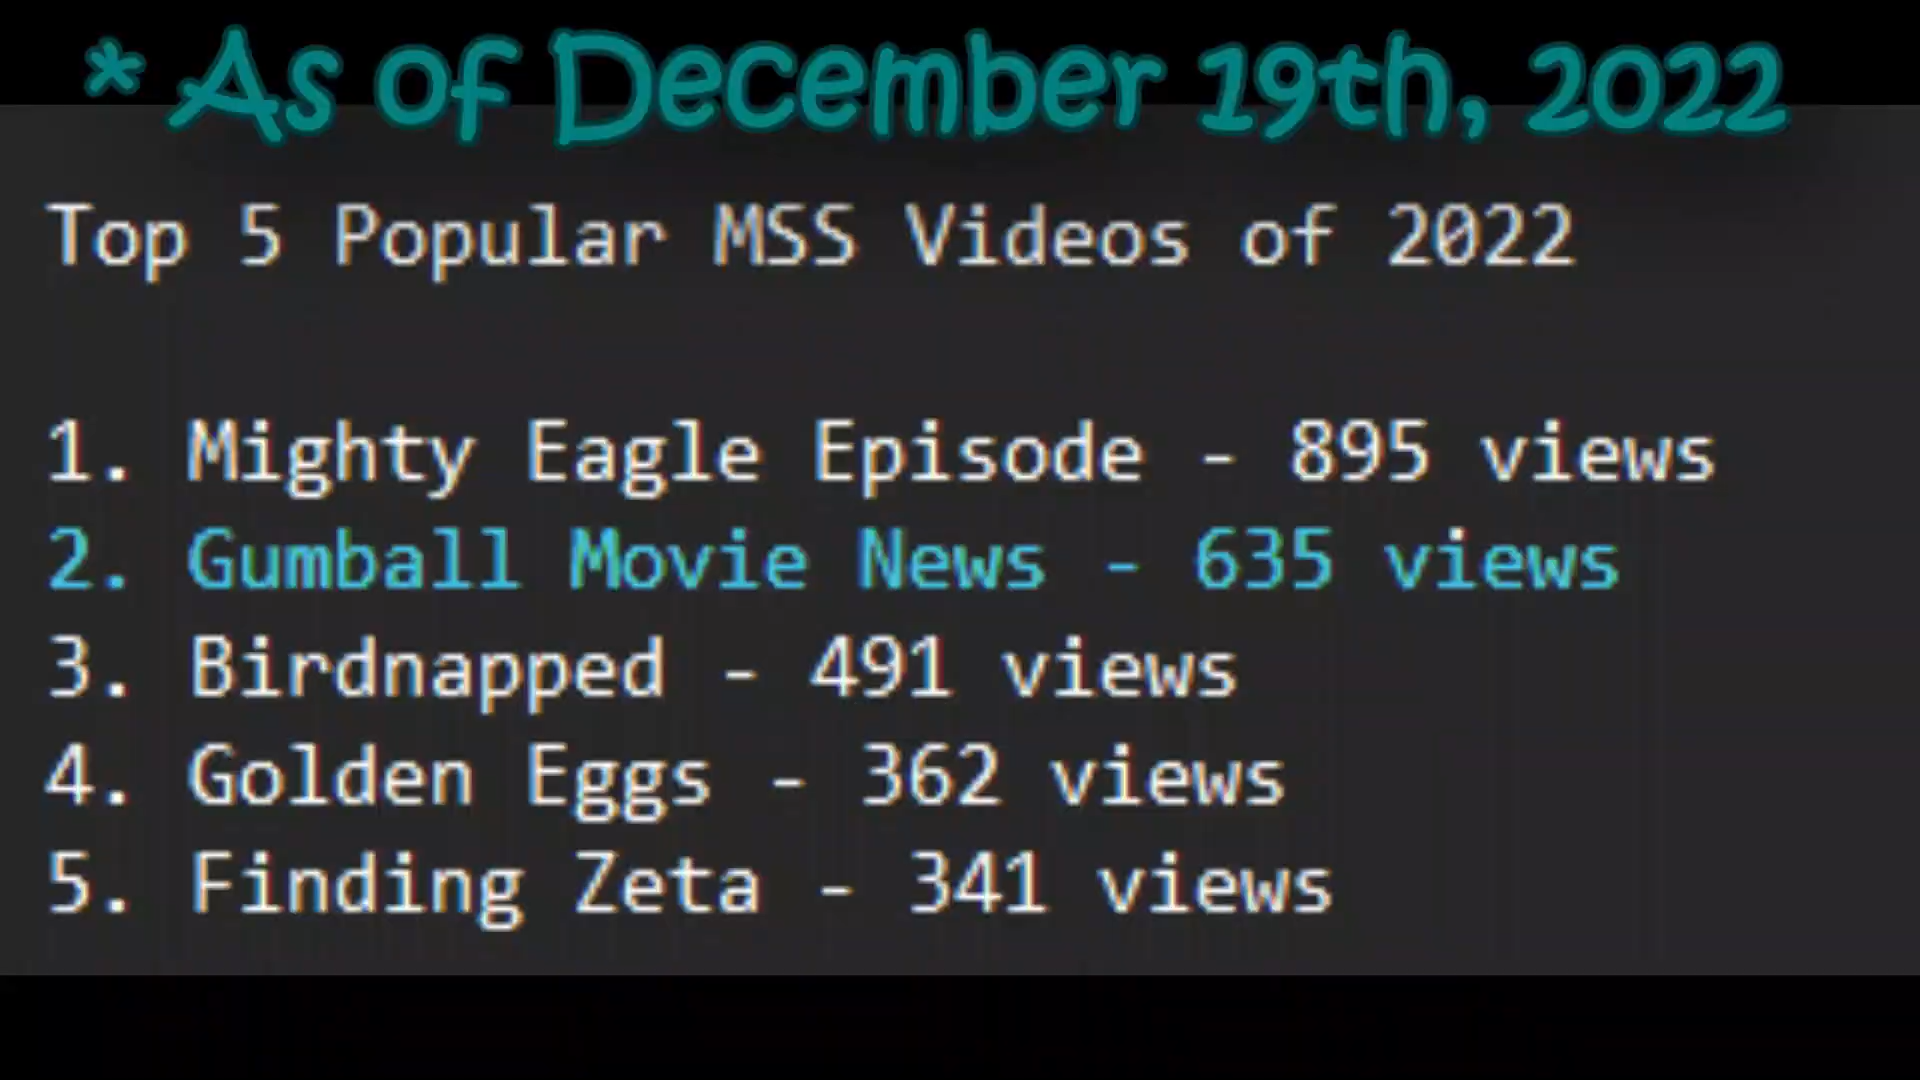 * As of December 19th, 2022
Top 5 Popular MSS Videos of 2022
1. Mighty Eagle Episode - 895 views
2. Gumball Movie News - 635 views
3. Birdnapped - 491 views
4. Golden Eggs - 362 views
5. Finding Zeta - 341 views